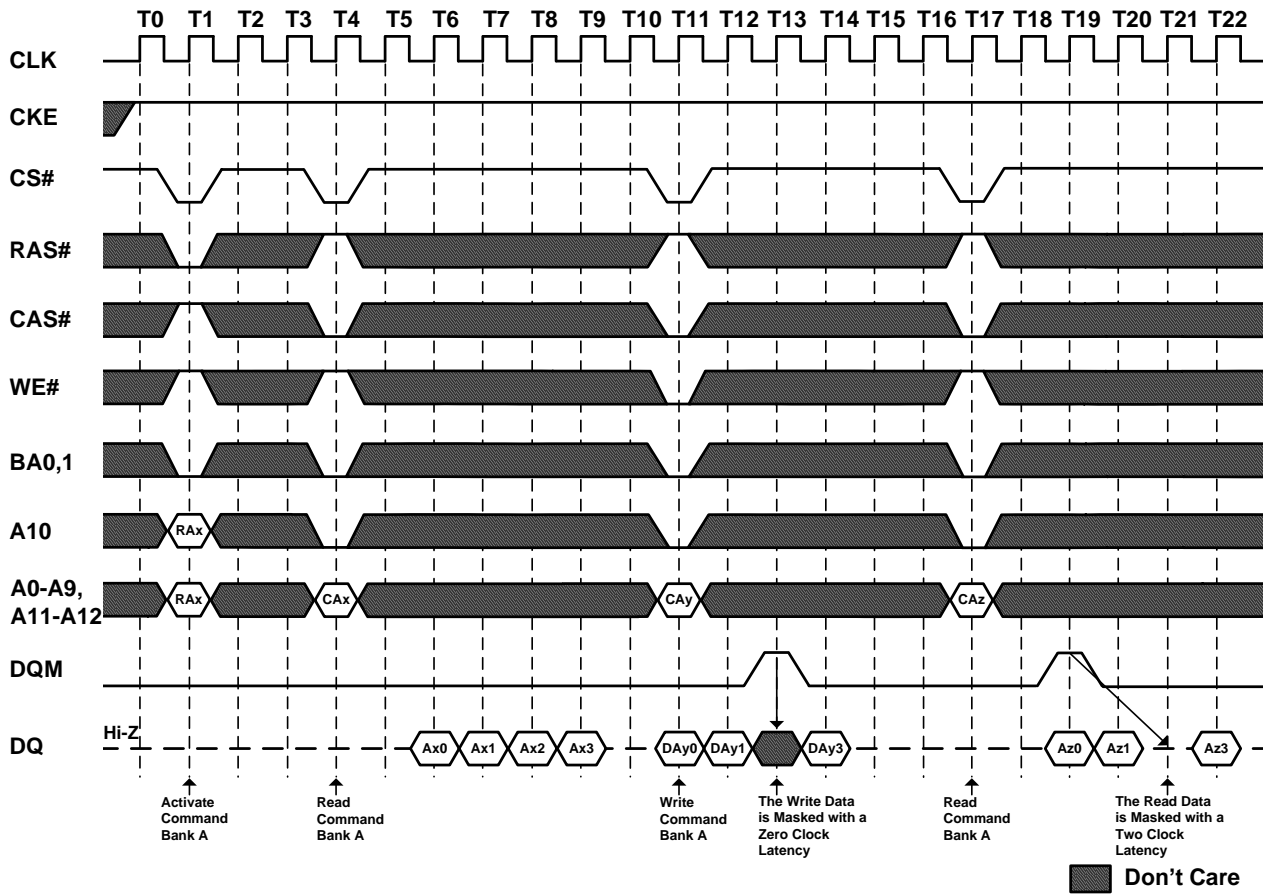 T0 T1 T2 T3 T4 T5 T6 T7 T8 T9 T10 T11 T12 T13 T14 T15 T16 T17 T18 T19 T20 T21 T22
CLK
CKE
CS#
RAS#
CAS#
WE#
BA0,1
A10
RAx
A0-A9,
A11-A12
RAx CAx CAy CAz
DQM
DQ
Hi-Z
Ax0 Ax1 Ax2 Ax3 DAy0 DAy1 DAy3 Az0 Az1 Az3
Activate
Command
Bank A
Read
Command
Bank A
Write
Command
Bank A
The Write Data
is Masked with a
Zero Clock
Latency
Read
Command
Bank A
The Read Data
is Masked with a
Two Clock
Latency
Don't Care